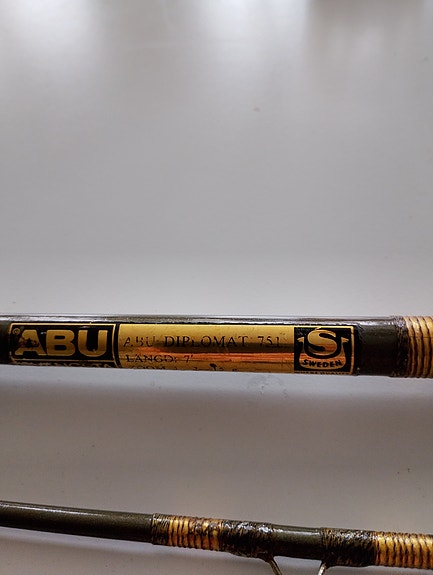 ABU
ABU DIPLOMAT 751
LÄNGD: 7'
S
SWEDEN